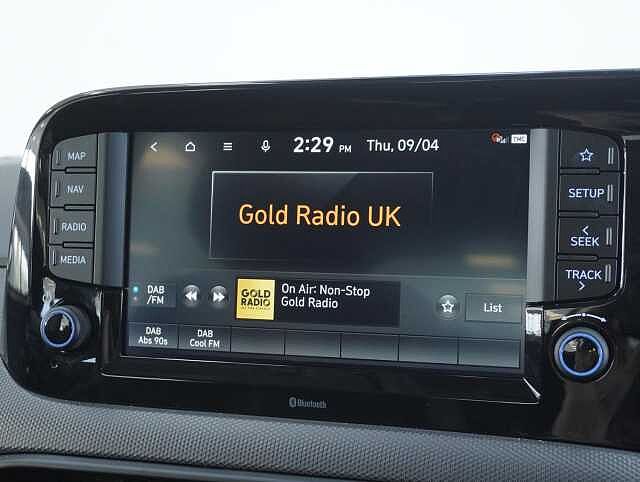 MAP
NAV
RADIO
MEDIA
2:29 PM
Thu, 09/04
TMC
Gold Radio UK
DAB
/FM
GOLD
RADIO
On Air: Non-Stop
Gold Radio
List
DAB
Abs 90s
DAB
Cool FM
SETUP
SEEK
TRACK
Bluetooth